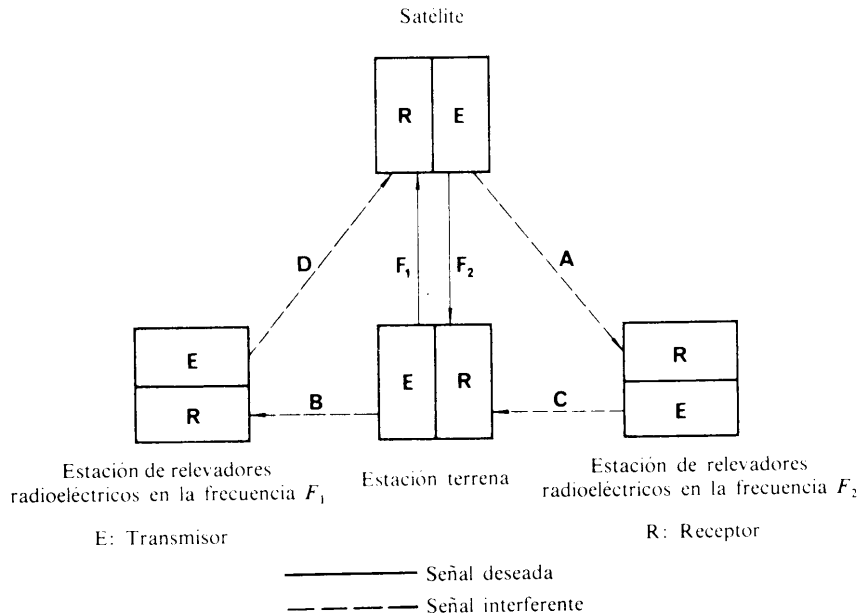 Satélite
R E
D
F₁
F₂
A
E
R
B
E R
C
R
E
Estación de relevadores
radioeléctricos en la frecuencia F₁
Estación terrena
Estación de relevadores
radioeléctricos en la frecuencia F₂
E: Transmisor
R: Receptor
Señal deseada
Señal interferente